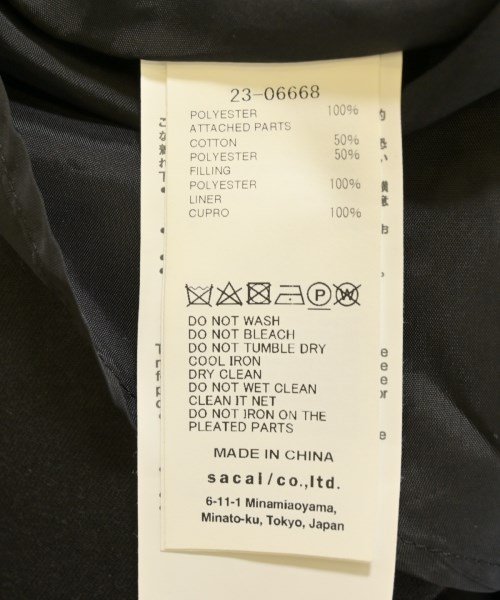 23-06668
POLYESTER 100%
ATTACHED PARTS
COTTON 50%
POLYESTER 50%
FILLING
POLYESTER 100%
LINER
CUPRO 100%
P W
DO NOT WASH
DO NOT BLEACH
DO NOT TUMBLE DRY
COOL IRON
DRY CLEAN
DO NOT WET CLEAN
CLEAN IT NET
DO NOT IRON ON THE
PLEATED PARTS
MADE IN CHINA
sacai/co.,ltd.
6-11-1 Minamiaoyama,
Minato-ku, Tokyo, Japan